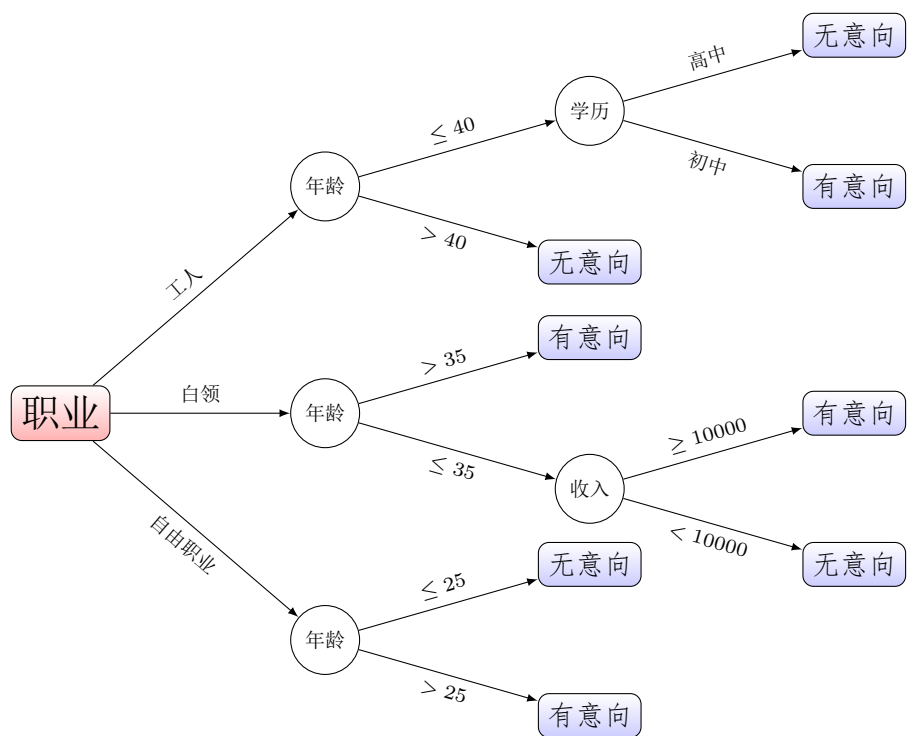 无意向
高中
学历
≤ 40
初中
有意向
年龄
> 40
无意向
工人
有意向
> 35
职业
白领
年龄
有意向
≥ 10000
≤ 35
收入
< 10000
无意向
自由职业
无意向
≤ 25
年龄
> 25
有意向